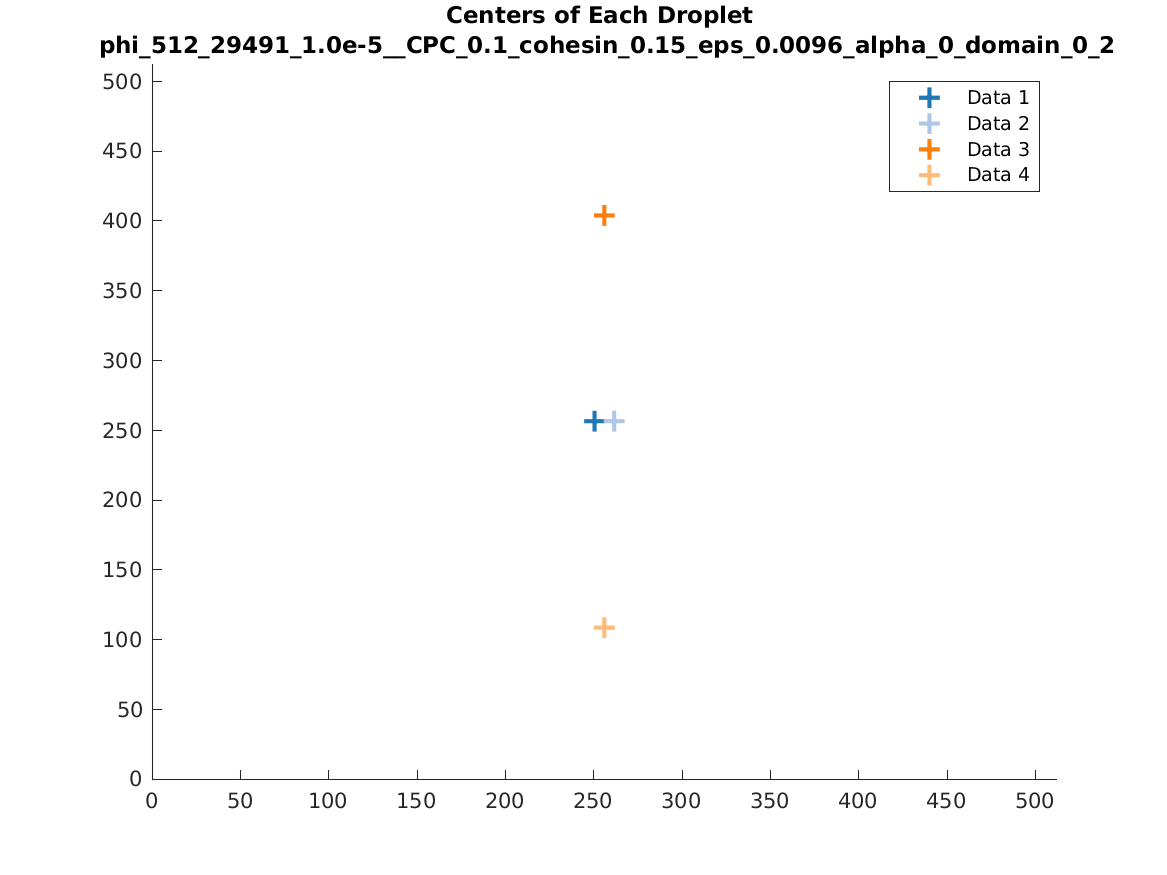 Centers of Each Droplet
phi_512_29491_1.0e-5__CPC_0.1_cohesin_0.15_eps_0.0096_alpha_0_domain_0_2
500
450
400
350
300
250
200
150
100
50
0
Data 1
Data 2
Data 3
Data 4
0 50 100 150 200 250 300 350 400 450 500